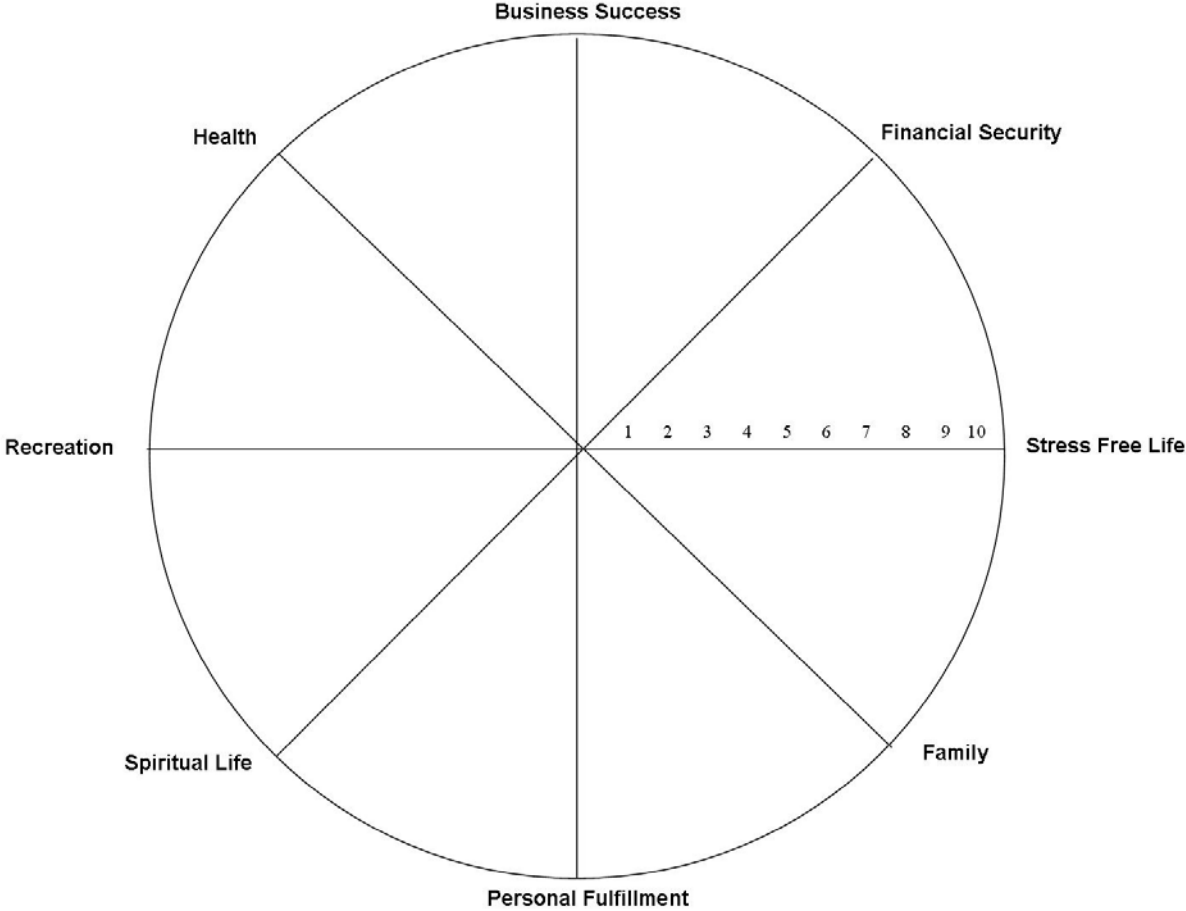 Business Success
Health
Financial Security
1 2 3 4 5 6 7 8 9 10
Recreation
Stress Free Life
Spiritual Life
Family
Personal Fulfillment